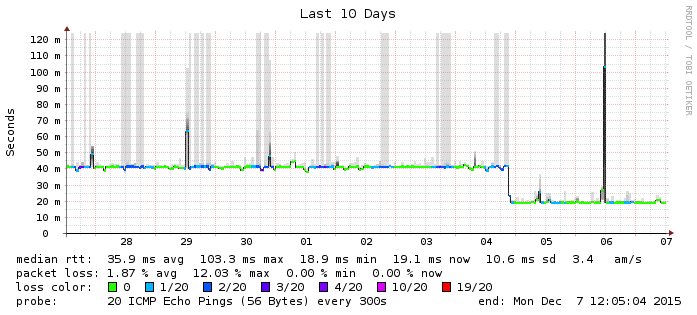 Last 10 Days
RRDTOOL / TOBI OETIKER
Seconds
120 m
110 m
100 m
90 m
80 m
70 m
60 m
50 m
40 m
30 m
20 m
10 m
0
28 29 30 01 02 03 04 05 06 07
median rtt: 35.9 ms avg 103.3 ms max 18.9 ms min 19.1 ms now 10.6 ms sd 3.4 am/s
packet loss: 1.87 % avg 12.03 % max 0.00 % min 0.00 % now
loss color: 0 1/20 2/20 3/20 4/20 10/20 19/20
probe: 20 ICMP Echo Pings (56 Bytes) every 300s end: Mon Dec 7 12:05:04 2015